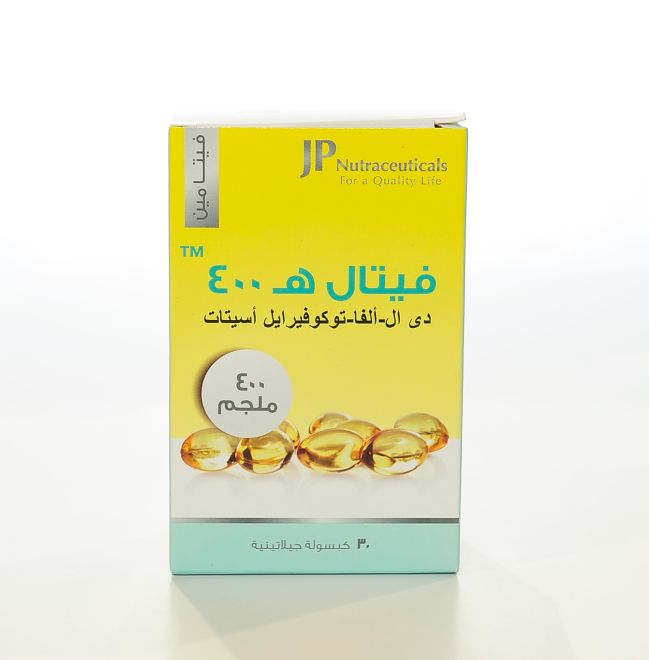 فيتامين
JP Nutraceuticals
For a Quality Life
فيتال هـ ٤٠٠ ™
دى ال-ألفا-توكوفيرايل أسيتات
٤٠٠
ملجم
٣٠ كبسولة جيلاتينية